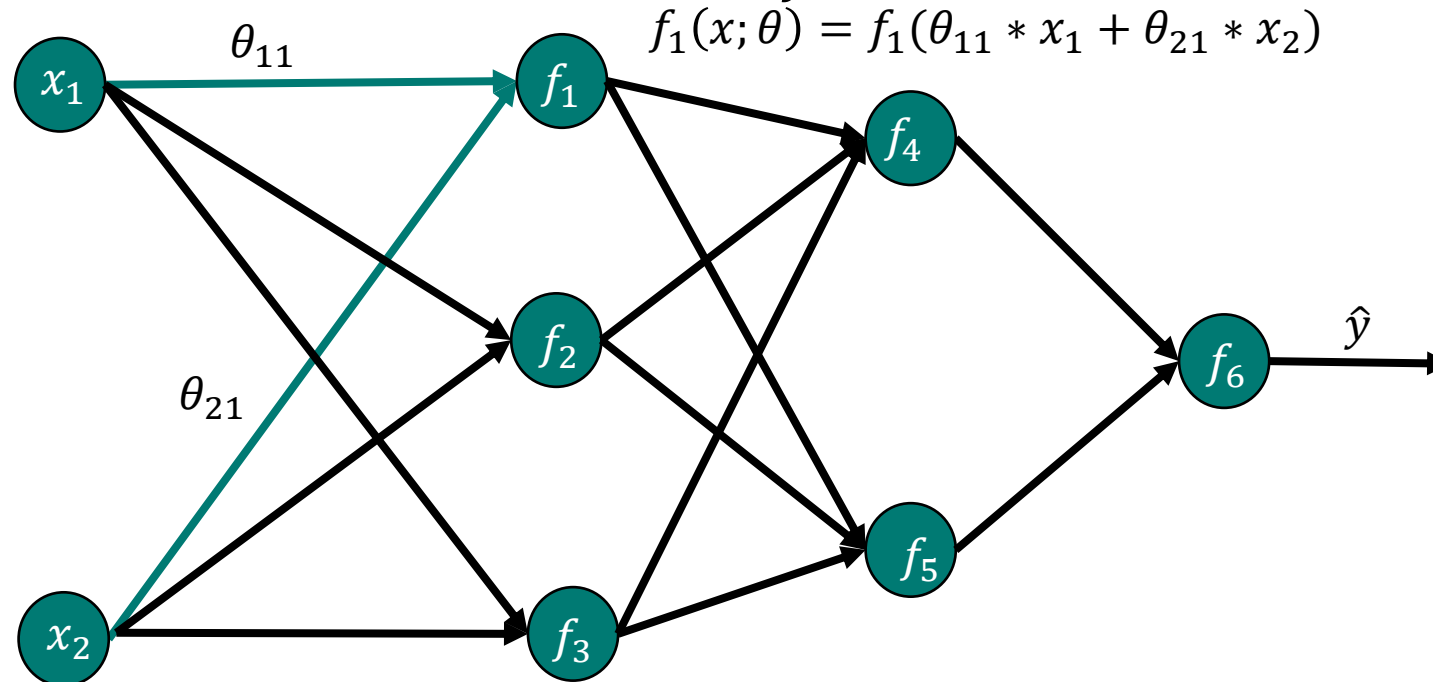 θ₁₁
f₁(x; θ) = f₁(θ₁₁ * x₁ + θ₂₁ * x₂)
x₁
f₁
f₄
f₂
ŷ
f₆
θ₂₁
f₅
x₂
f₃